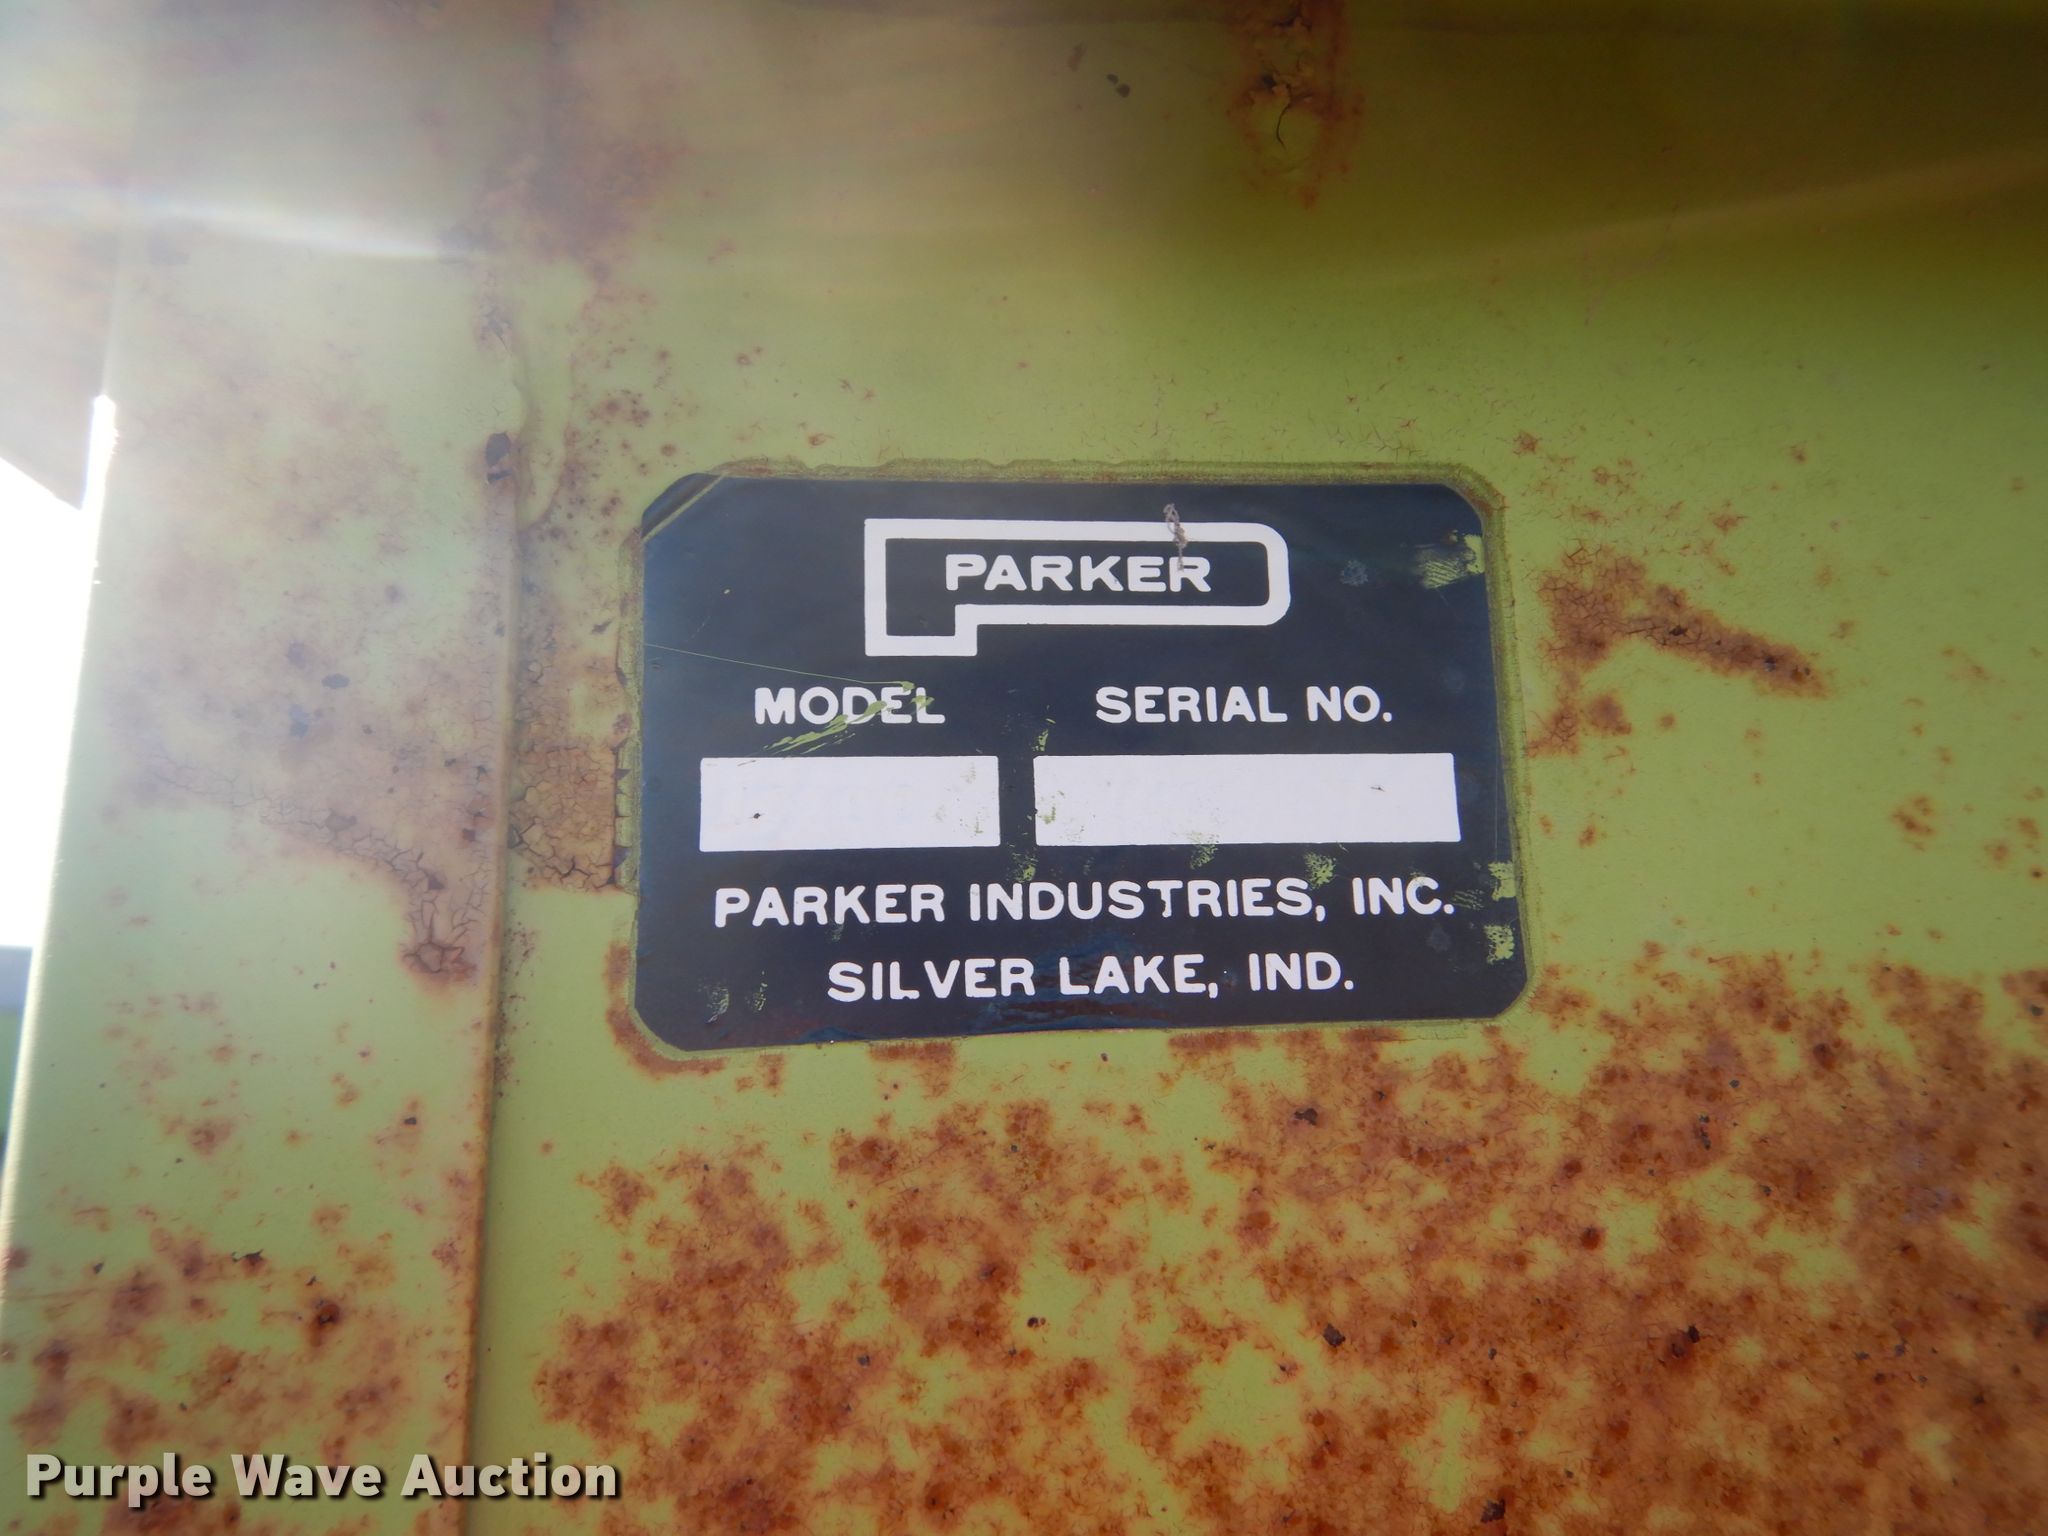 PARKER
MODEL SERIAL NO.
PARKER INDUSTRIES, INC.
SILVER LAKE, IND.
Purple Wave Auction